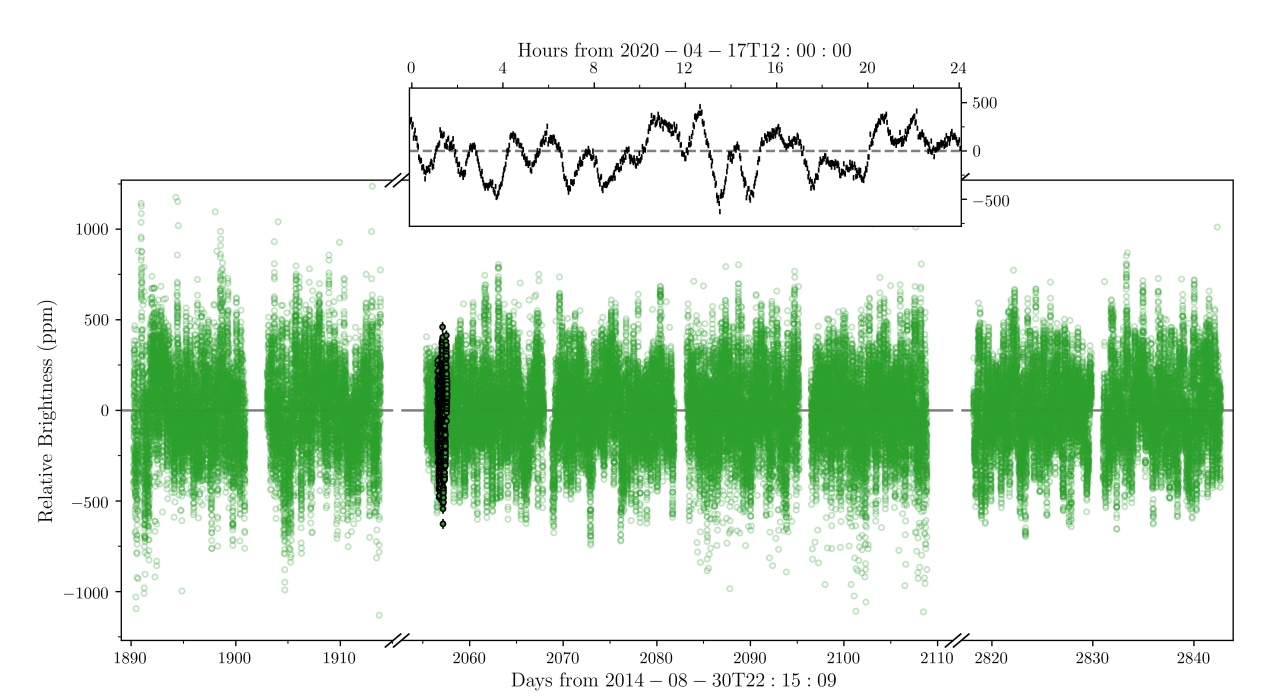 Hours from 2020 − 04 − 17T12 : 00 : 00
0 4 8 12 16 20 24
500
0
−500
1000
500
0
−500
−1000
Relative Brightness (ppm)
1890 1900 1910 2060 2070 2080 2090 2100 2110 2820 2830 2840
Days from 2014 − 08 − 30T22 : 15 : 09